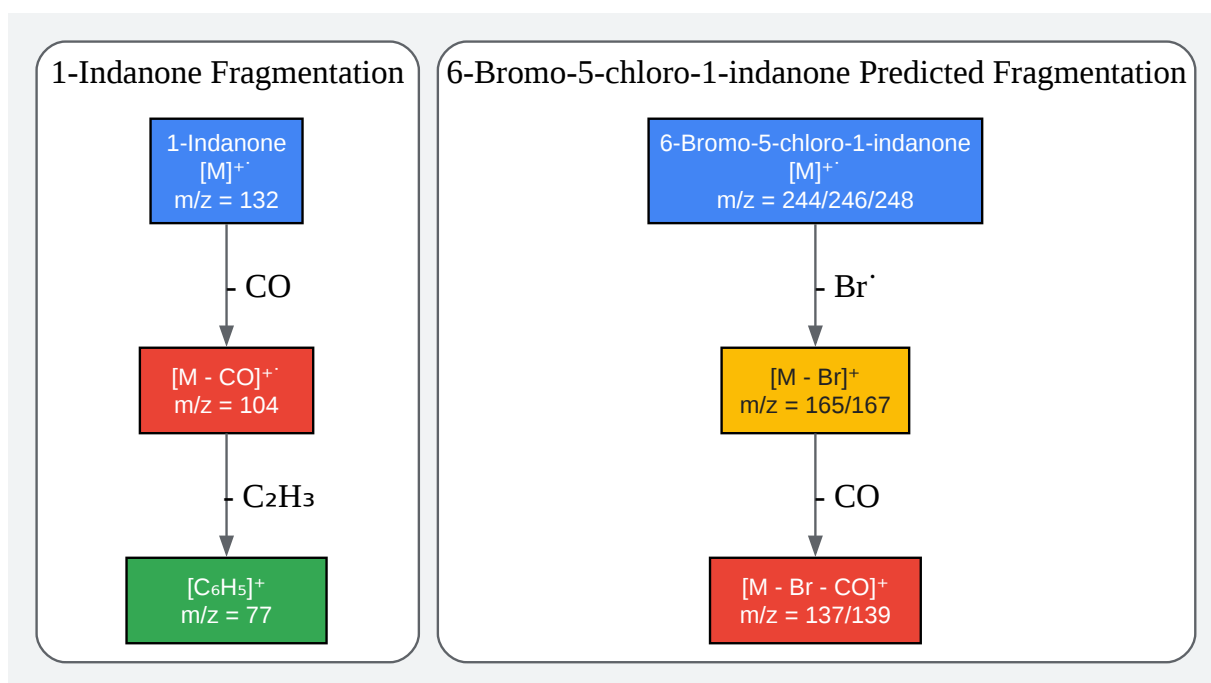 1-Indanone Fragmentation
1-Indanone
[M]⁺˙
m/z = 132
- CO
[M - CO]⁺˙
m/z = 104
- C₂H₃
[C₆H₅]⁺
m/z = 77
6-Bromo-5-chloro-1-indanone Predicted Fragmentation
6-Bromo-5-chloro-1-indanone
[M]⁺˙
m/z = 244/246/248
- Br˙
[M - Br]⁺
m/z = 165/167
- CO
[M - Br - CO]⁺
m/z = 137/139